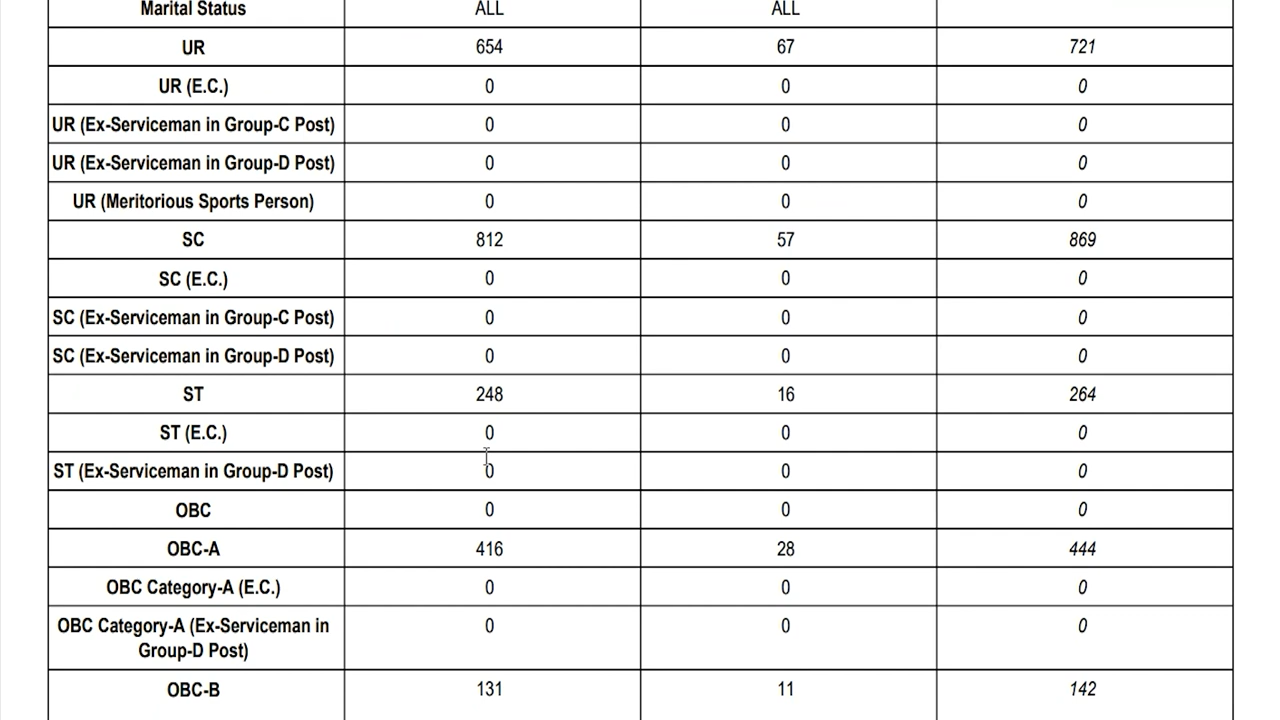 Marital Status ALL ALL
UR 654 67 721
UR (E.C.) 0 0 0
UR (Ex-Serviceman in Group-C Post) 0 0 0
UR (Ex-Serviceman in Group-D Post) 0 0 0
UR (Meritorious Sports Person) 0 0 0
SC 812 57 869
SC (E.C.) 0 0 0
SC (Ex-Serviceman in Group-C Post) 0 0 0
SC (Ex-Serviceman in Group-D Post) 0 0 0
ST 248 16 264
ST (E.C.) 0 0 0
ST (Ex-Serviceman in Group-D Post) 0 0 0
OBC 0 0 0
OBC-A 416 28 444
OBC Category-A (E.C.) 0 0 0
OBC Category-A (Ex-Serviceman in 0 0 0
Group-D Post)
OBC-B 131 11 142